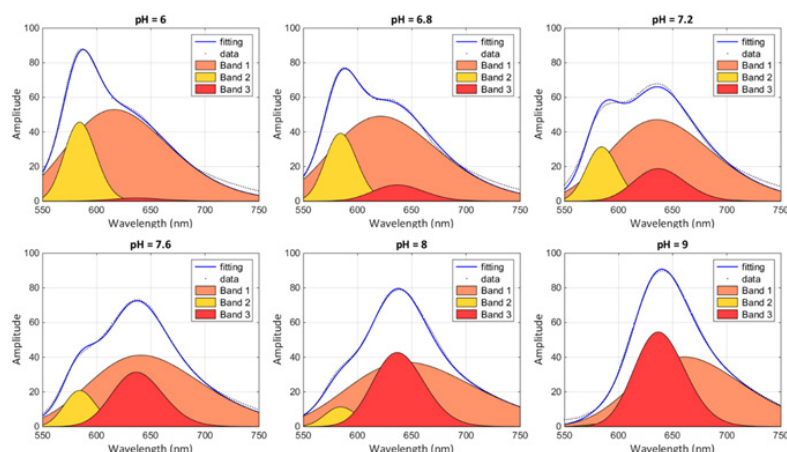 pH = 6
100
80
60
40
20
0
Amplitude
550 600 650 700 750
Wavelength (nm)
fitting
data
Band 1
Band 2
Band 3
pH = 6.8
100
80
60
40
20
0
Amplitude
550 600 650 700 750
Wavelength (nm)
fitting
data
Band 1
Band 2
Band 3
pH = 7.2
100
80
60
40
20
0
Amplitude
550 600 650 700 750
Wavelength (nm)
fitting
data
Band 1
Band 2
Band 3
pH = 7.6
100
80
60
40
20
0
Amplitude
550 600 650 700 750
Wavelength (nm)
fitting
data
Band 1
Band 2
Band 3
pH = 8
100
80
60
40
20
0
Amplitude
550 600 650 700 750
Wavelength (nm)
fitting
data
Band 1
Band 2
Band 3
pH = 9
100
80
60
40
20
0
Amplitude
550 600 650 700 750
Wavelength (nm)
fitting
data
Band 1
Band 2
Band 3